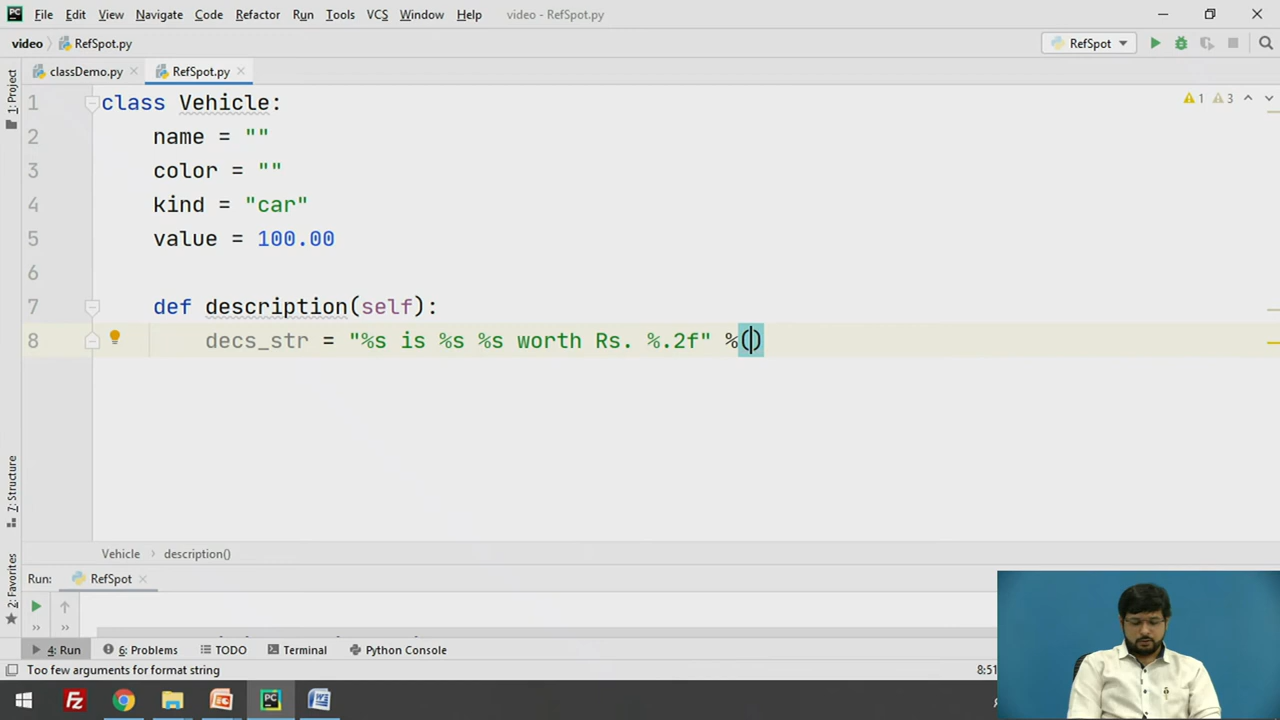 File Edit View Navigate Code Refactor Run Tools VCS Window Help video - RefSpot.py
video RefSpot.py RefSpot
classDemo.py RefSpot.py
1: Project
1 class Vehicle: 1 3
2 name = ""
3 color = ""
4 kind = "car"
5 value = 100.00
6
7 def description(self):
8 decs_str = "%s is %s %s worth Rs. %.2f" %()
7: Structure
2: Favorites
Vehicle description()
Run: RefSpot
4: Run 6: Problems TODO Terminal Python Console
Too few arguments for format string 8:51